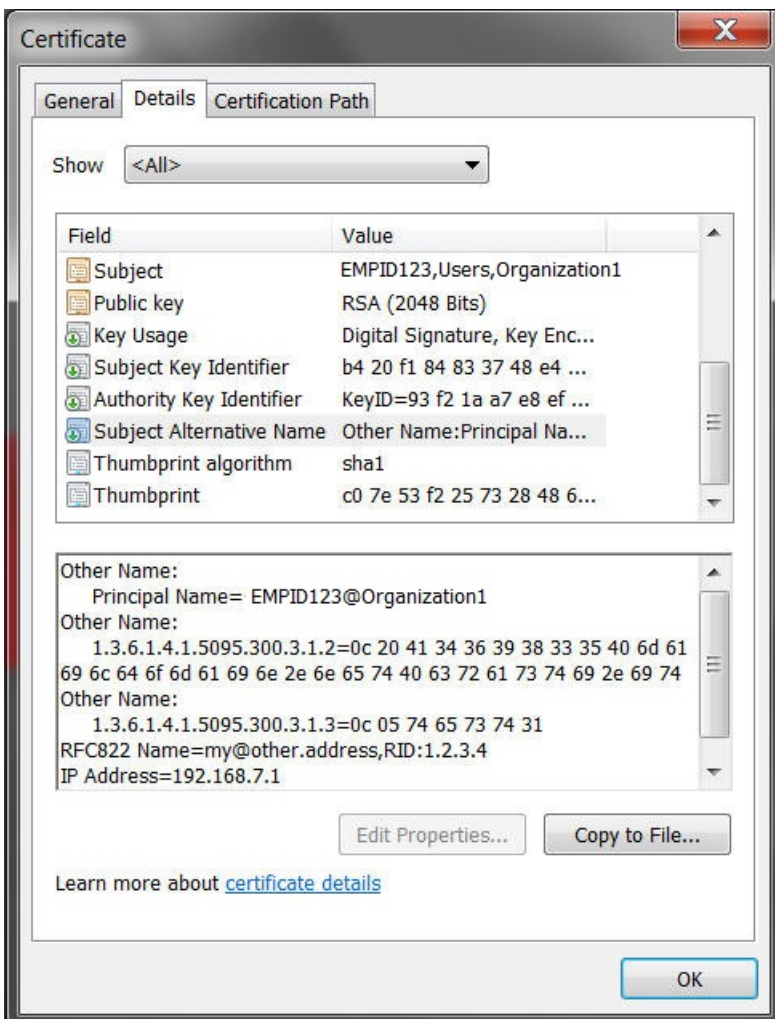 Certificate
General Details Certification Path
Show <All>
Field Value
Subject EMPID123,Users,Organization1
Public key RSA (2048 Bits)
Key Usage Digital Signature, Key Enc...
Subject Key Identifier b4 20 f1 84 83 37 48 e4 ...
Authority Key Identifier KeyID=93 f2 1a a7 e8 ef ...
Subject Alternative Name Other Name:Principal Na...
Thumbprint algorithm sha1
Thumbprint c0 7e 53 f2 25 73 28 48 6...
Other Name:
Principal Name= EMPID123@Organization1
Other Name:
1.3.6.1.4.1.5095.300.3.1.2=0c 20 41 34 36 39 38 33 35 40 6d 61
69 6c 64 6f 6d 61 69 6e 2e 6e 65 74 40 63 72 61 73 74 69 2e 69 74
Other Name:
1.3.6.1.4.1.5095.300.3.1.3=0c 05 74 65 73 74 31
RFC822 Name=my@other.address,RID:1.2.3.4
IP Address=192.168.7.1
Edit Properties... Copy to File...
Learn more about certificate details
OK